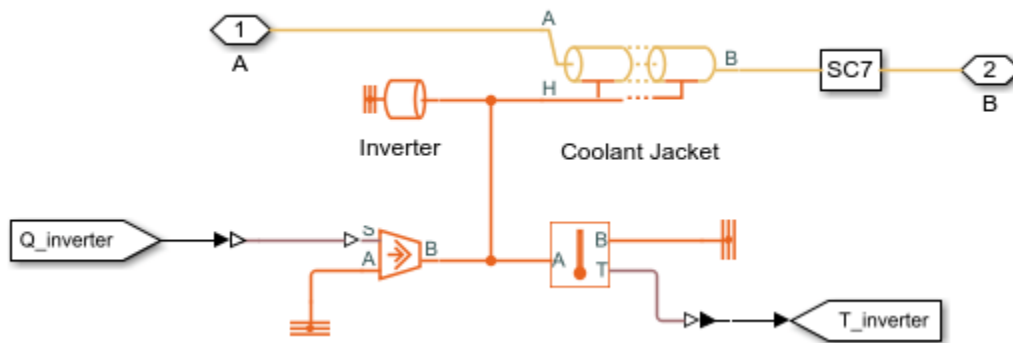 1
A
A
B
SC7
2
B
H
Inverter
Coolant Jacket
Q_inverter
S
A
B
A
B
T
T_inverter